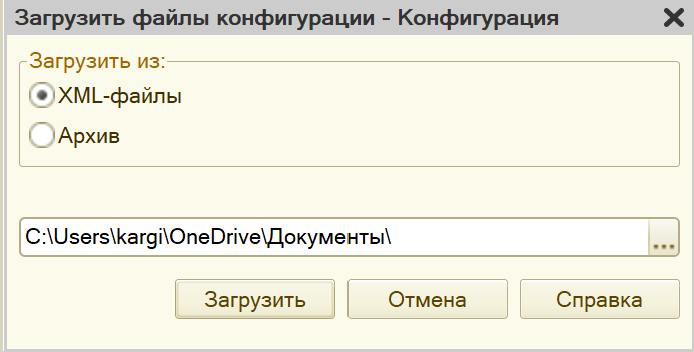 Загрузить файлы конфигурации - Конфигурация
Загрузить из:
XML-файлы
Архив
C:\Users\kargi\OneDrive\Документы\
...
Загрузить
Отмена
Справка